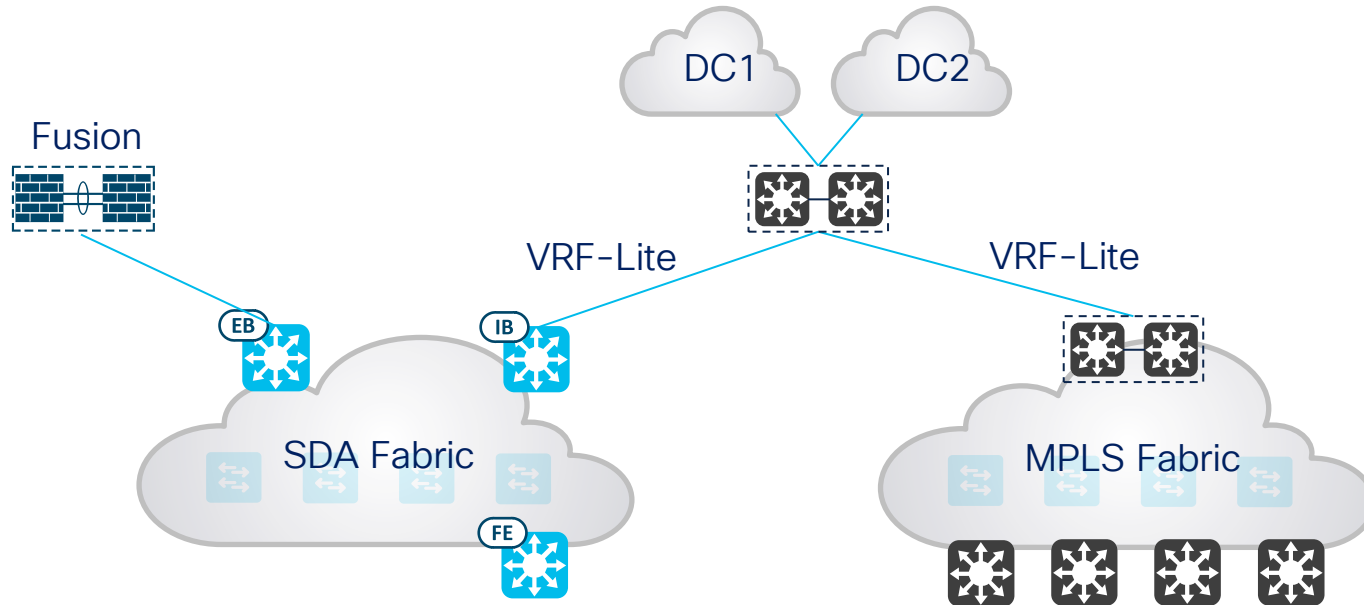 DC1
DC2
Fusion
VRF-Lite
VRF-Lite
EB
IB
SDA Fabric
MPLS Fabric
FE